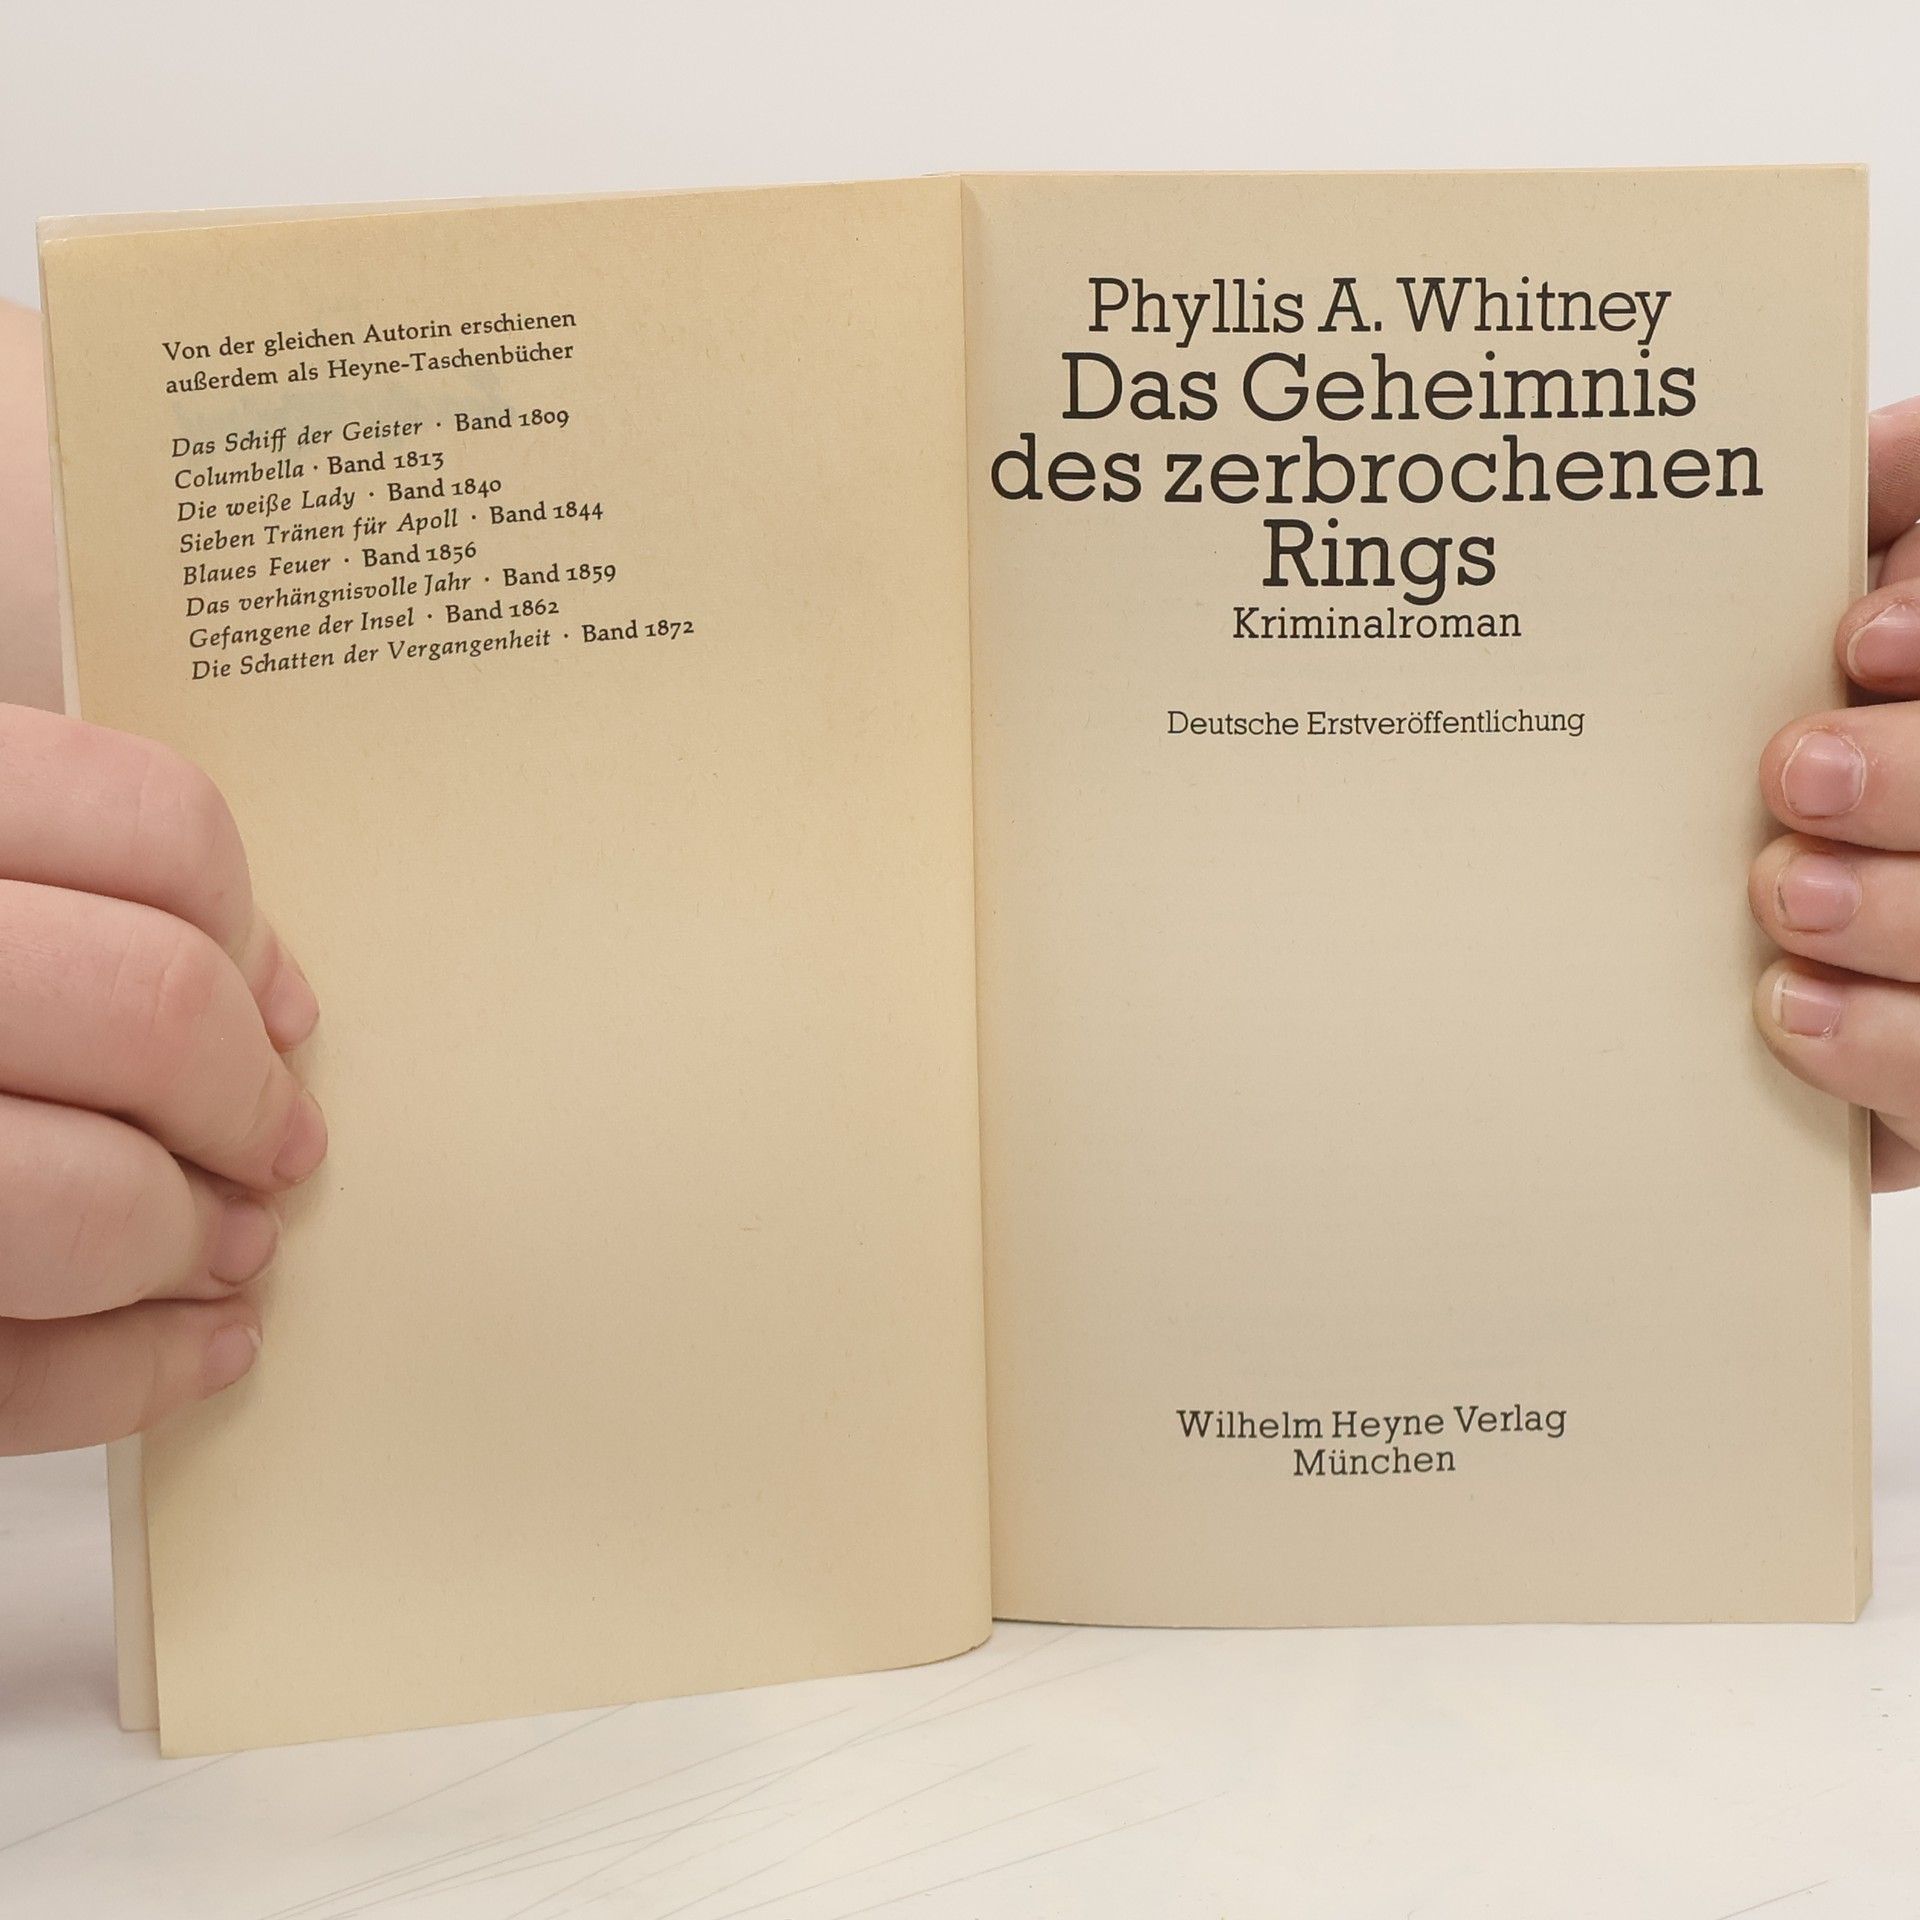 Von der gleichen Autorin erschienen
außerdem als Heyne-Taschenbücher
Das Schiff der Geister · Band 1809
Columbella · Band 1813
Die weiße Lady · Band 1840
Sieben Tränen für Apoll · Band 1844
Blaues Feuer · Band 1856
Das verhängnisvolle Jahr · Band 1859
Gefangene der Insel · Band 1862
Die Schatten der Vergangenheit · Band 1872
Phyllis A. Whitney
Das Geheimnis
des zerbrochenen
Rings
Kriminalroman
Deutsche Erstveröffentlichung
Wilhelm Heyne Verlag
München